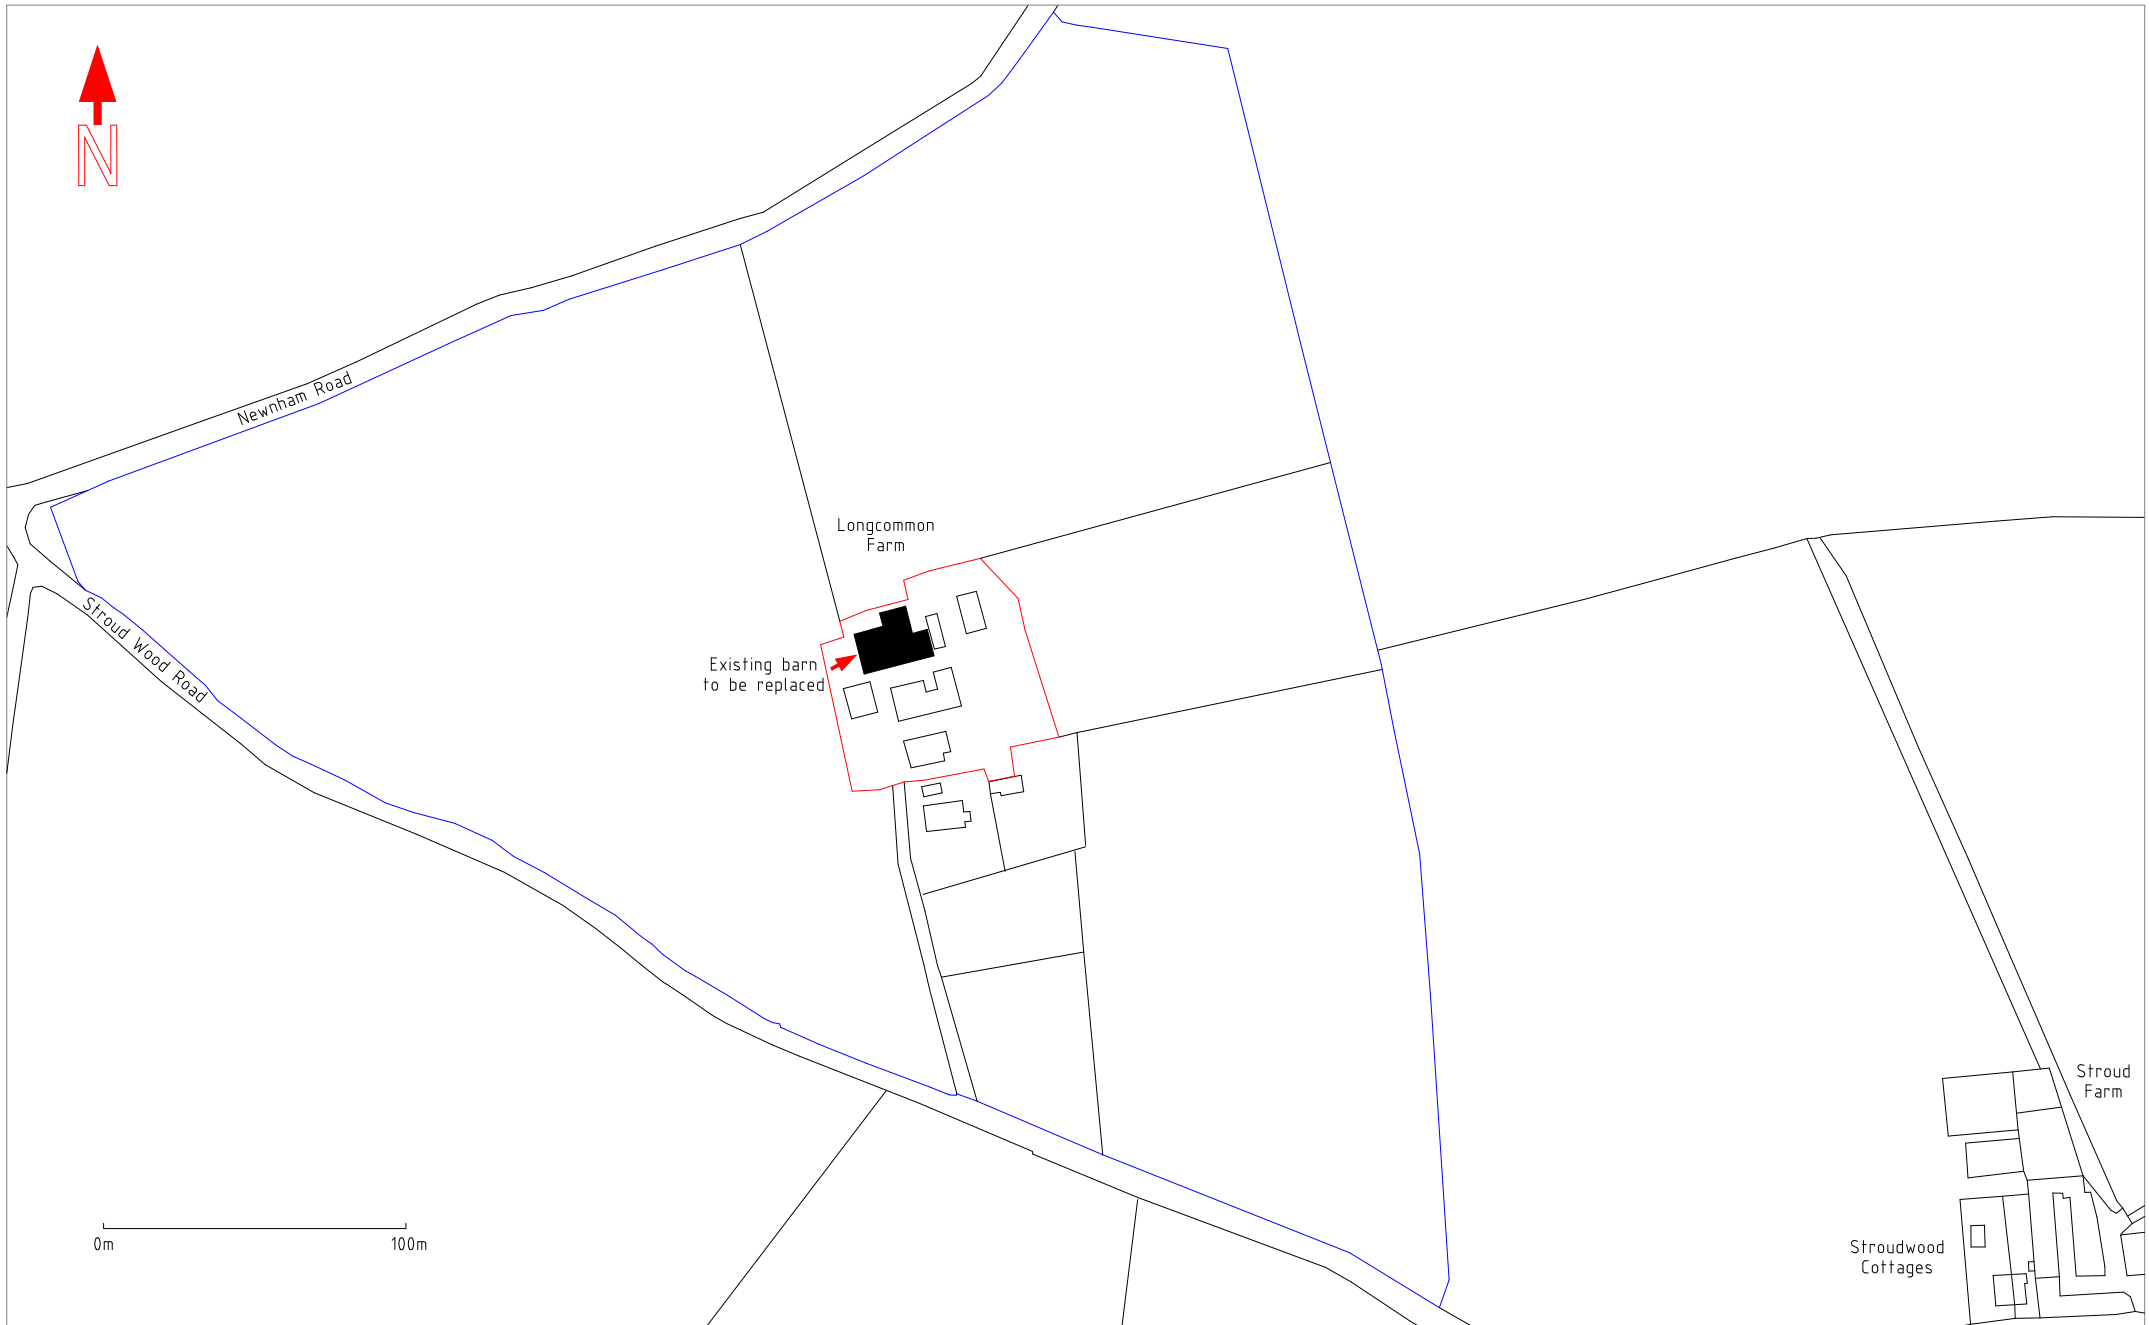 N
Newnham Road
Longcommon
Farm
Stroud Wood Road
Existing barn
to be replaced
Stroud
Farm
Stroudwood
Cottages
0m
100m